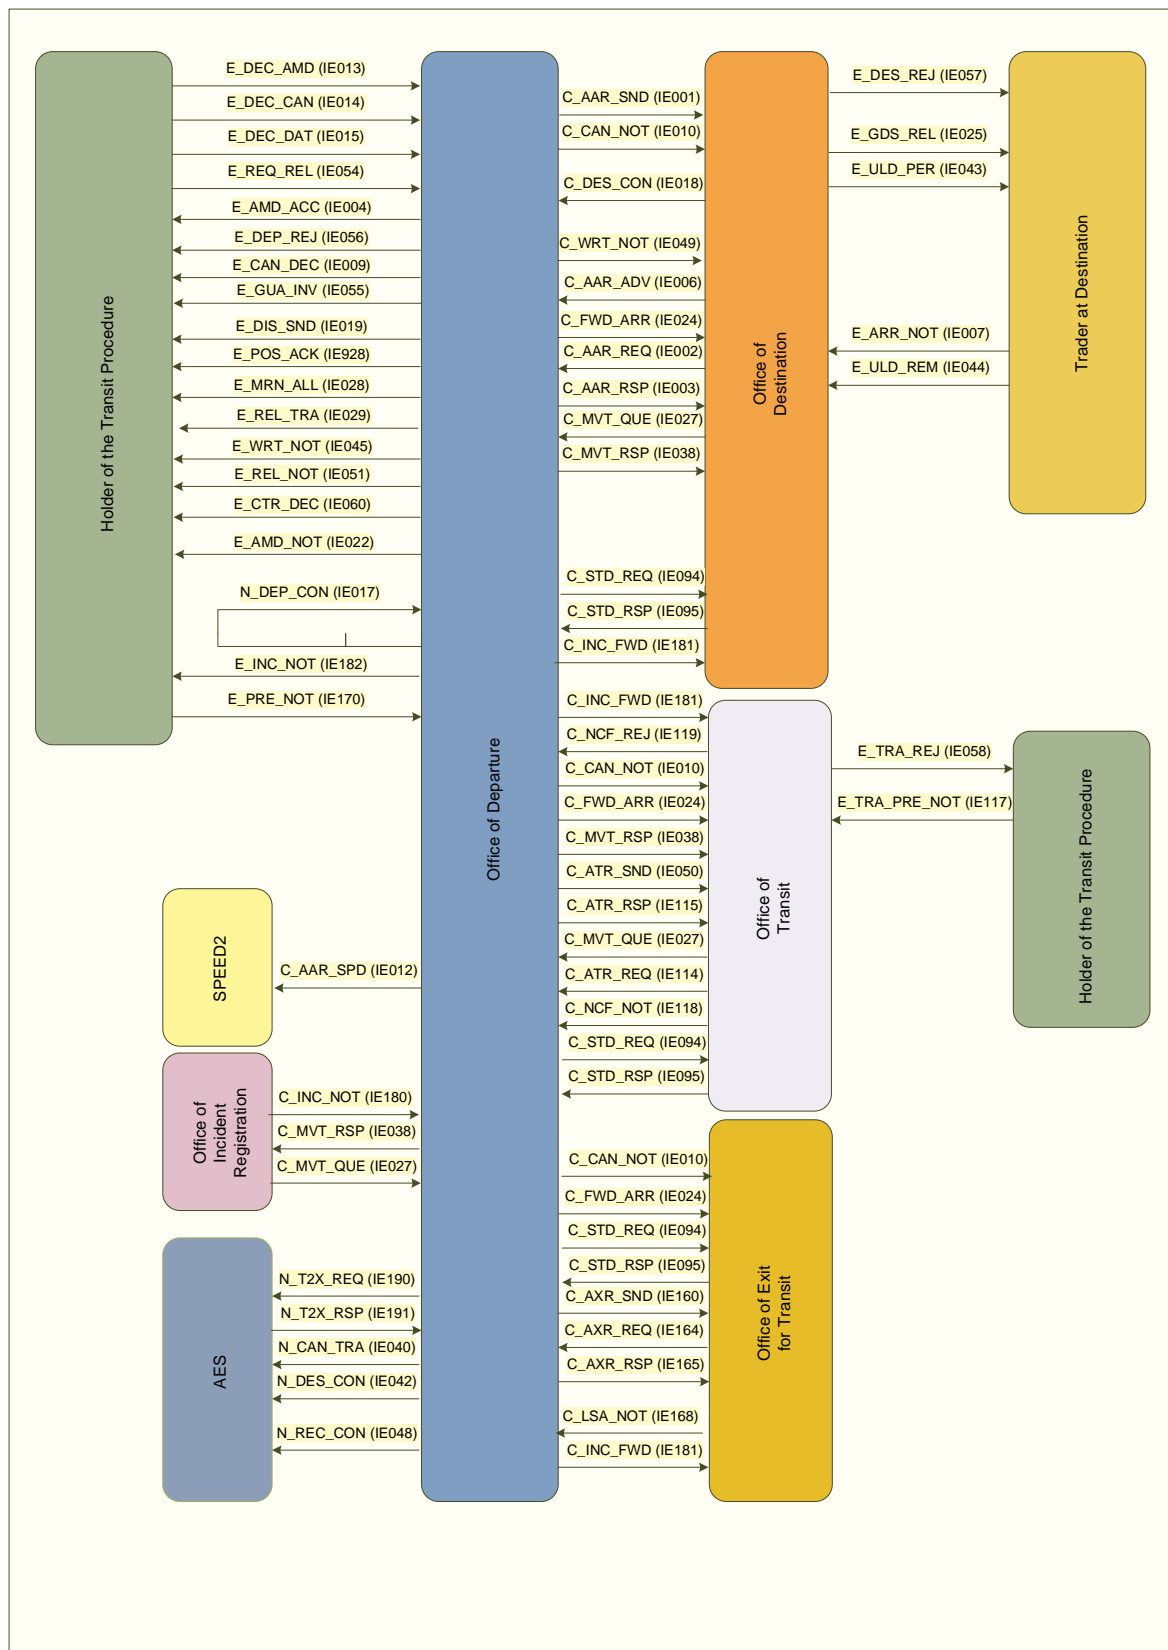 Holder of the Transit Procedure
E_DEC_AMD (IE013)
E_DEC_CAN (IE014)
E_DEC_DAT (IE015)
E_REQ_REL (IE054)
E_AMD_ACC (IE004)
E_DEP_REJ (IE056)
E_CAN_DEC (IE009)
E_GUA_INV (IE055)
E_DIS_SND (IE019)
E_POS_ACK (IE928)
E_MRN_ALL (IE028)
E_REL_TRA (IE029)
E_WRT_NOT (IE045)
E_REL_NOT (IE051)
E_CTR_DEC (IE060)
E_AMD_NOT (IE022)
N_DEP_CON (IE017)
E_INC_NOT (IE182)
E_PRE_NOT (IE170)
SPEED2
C_AAR_SPD (IE012)
Office of
Incident
Registration
C_INC_NOT (IE180)
C_MVT_RSP (IE038)
C_MVT_QUE (IE027)
AES
N_T2X_REQ (IE190)
N_T2X_RSP (IE191)
N_CAN_TRA (IE040)
N_DES_CON (IE042)
N_REC_CON (IE048)
Office of Departure
C_AAR_SND (IE001)
C_CAN_NOT (IE010)
C_DES_CON (IE018)
C_WRT_NOT (IE049)
C_AAR_ADV (IE006)
C_FWD_ARR (IE024)
C_AAR_REQ (IE002)
C_AAR_RSP (IE003)
C_MVT_QUE (IE027)
C_MVT_RSP (IE038)
C_STD_REQ (IE094)
C_STD_RSP (IE095)
C_INC_FWD (IE181)
Office of
Destination
E_DES_REJ (IE057)
E_GDS_REL (IE025)
E_ULD_PER (IE043)
E_ARR_NOT (IE007)
E_ULD_REM (IE044)
Trader at Destination
C_INC_FWD (IE181)
C_NCF_REJ (IE119)
C_CAN_NOT (IE010)
C_FWD_ARR (IE024)
C_MVT_RSP (IE038)
C_ATR_SND (IE050)
C_ATR_RSP (IE115)
C_MVT_QUE (IE027)
C_ATR_REQ (IE114)
C_NCF_NOT (IE118)
C_STD_REQ (IE094)
C_STD_RSP (IE095)
Office of
Transit
E_TRA_REJ (IE058)
E_TRA_PRE_NOT (IE117)
Holder of the Transit Procedure
C_CAN_NOT (IE010)
C_FWD_ARR (IE024)
C_STD_REQ (IE094)
C_STD_RSP (IE095)
C_AXR_SND (IE160)
C_AXR_REQ (IE164)
C_AXR_RSP (IE165)
C_LSA_NOT (IE168)
C_INC_FWD (IE181)
Office of Exit
for Transit